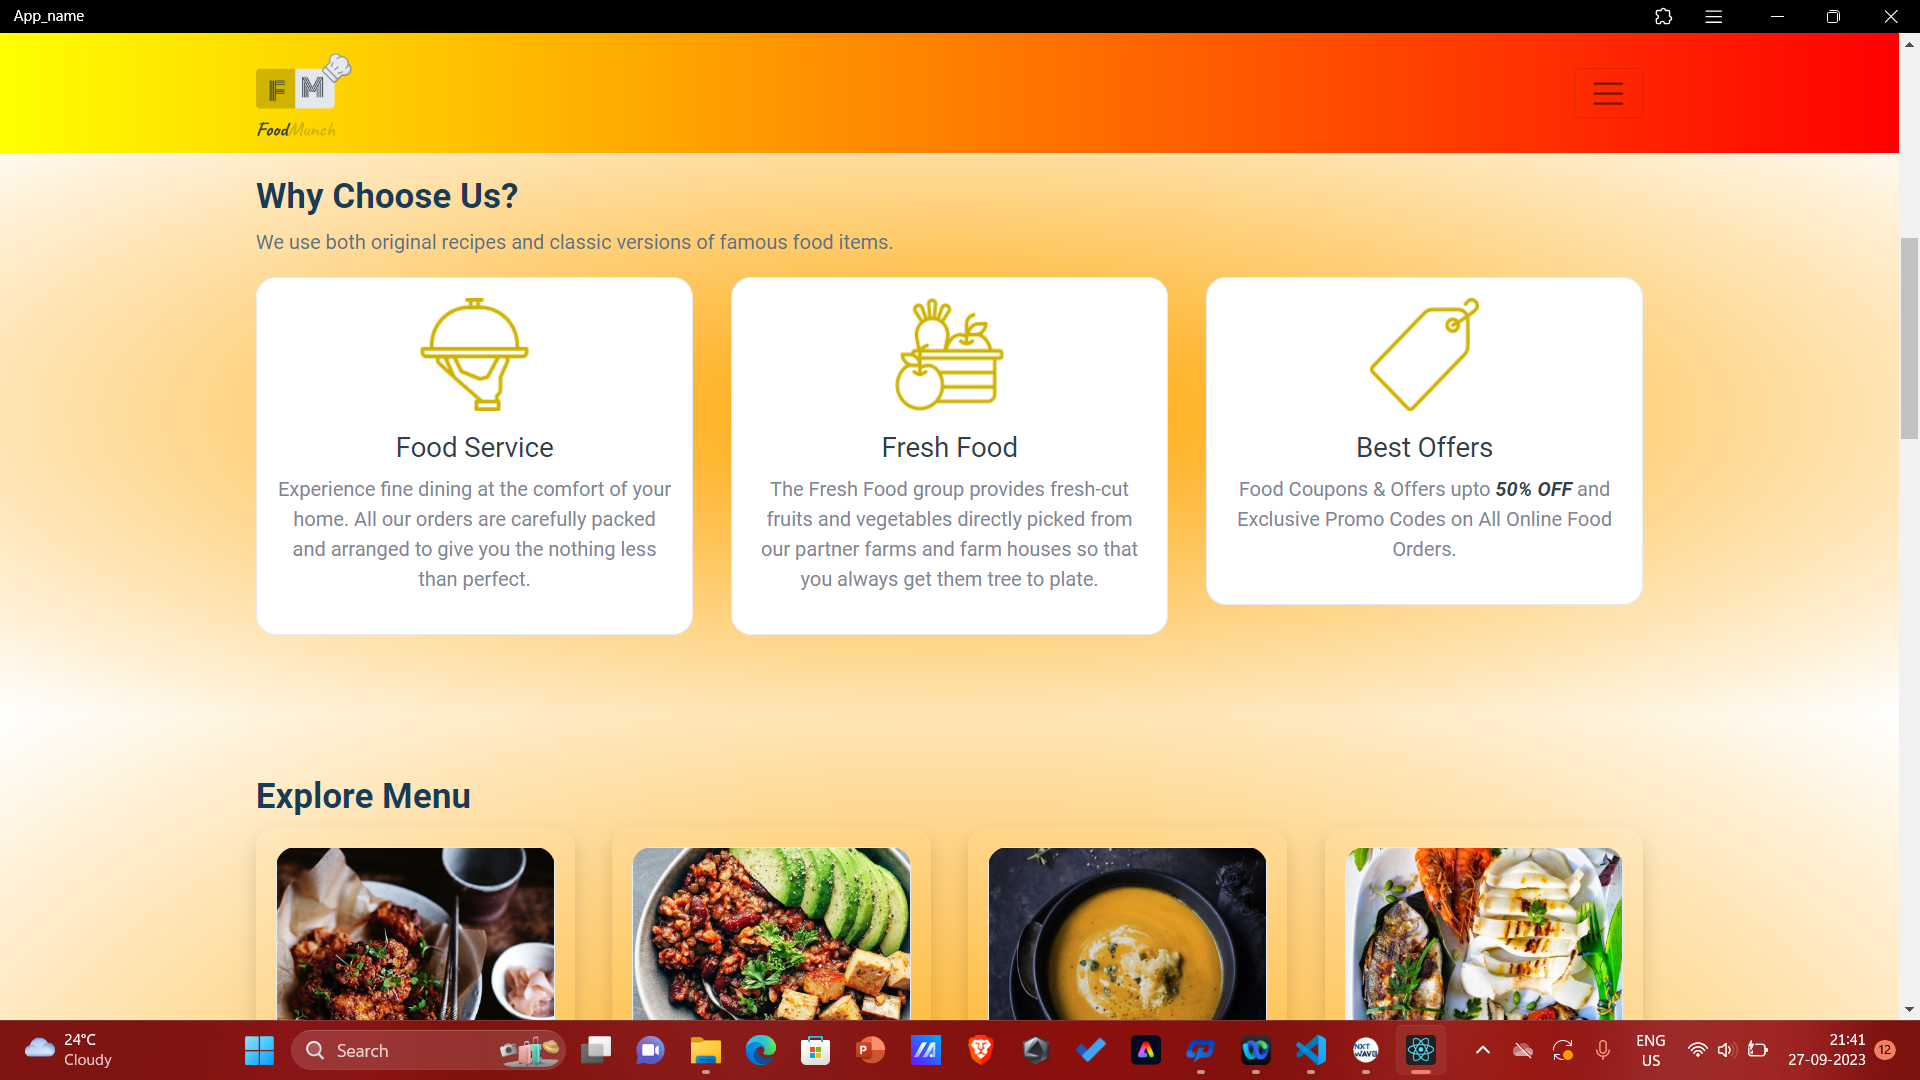 App_name
F M
FoodMunch
Why Choose Us?
We use both original recipes and classic versions of famous food items.
Food Service
Experience fine dining at the comfort of your
home. All our orders are carefully packed
and arranged to give you the nothing less
than perfect.
Fresh Food
The Fresh Food group provides fresh-cut
fruits and vegetables directly picked from
our partner farms and farm houses so that
you always get them tree to plate.
Best Offers
Food Coupons & Offers upto 50% OFF and
Exclusive Promo Codes on All Online Food
Orders.
Explore Menu
24°C
Cloudy
Search
P
NXT
WAVE
ENG
US
21:41
27-09-2023
12